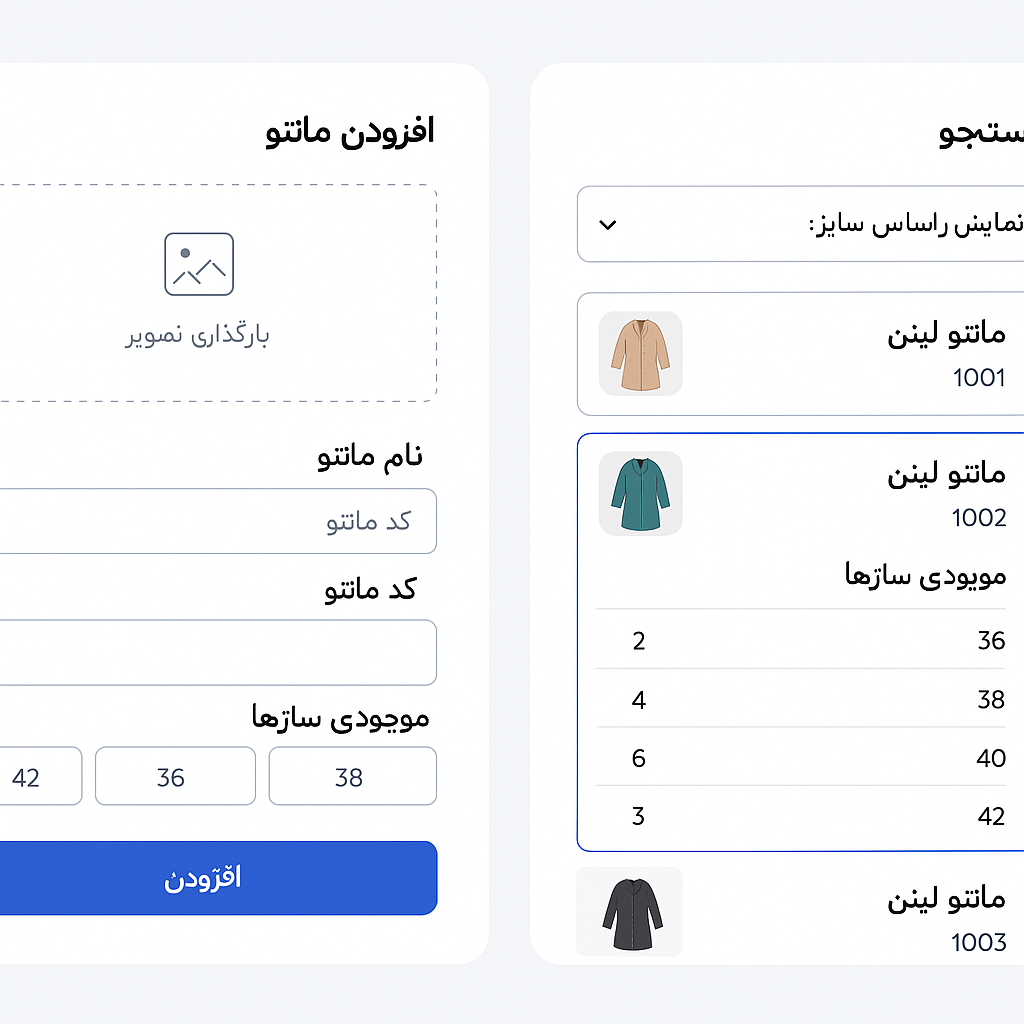 افزودن مانتو
بارگذاری نصویر
نام مانتو
کد مانتو
کد مانتو
موجودی سازها
38
36
42
افزودن
ستجو
نمایش راساس سایز:
مانتو لینن
1001
مانتو لینن
1002
مویودی سازها
36 2
38 4
40 6
42 3
مانتو لینن
1003